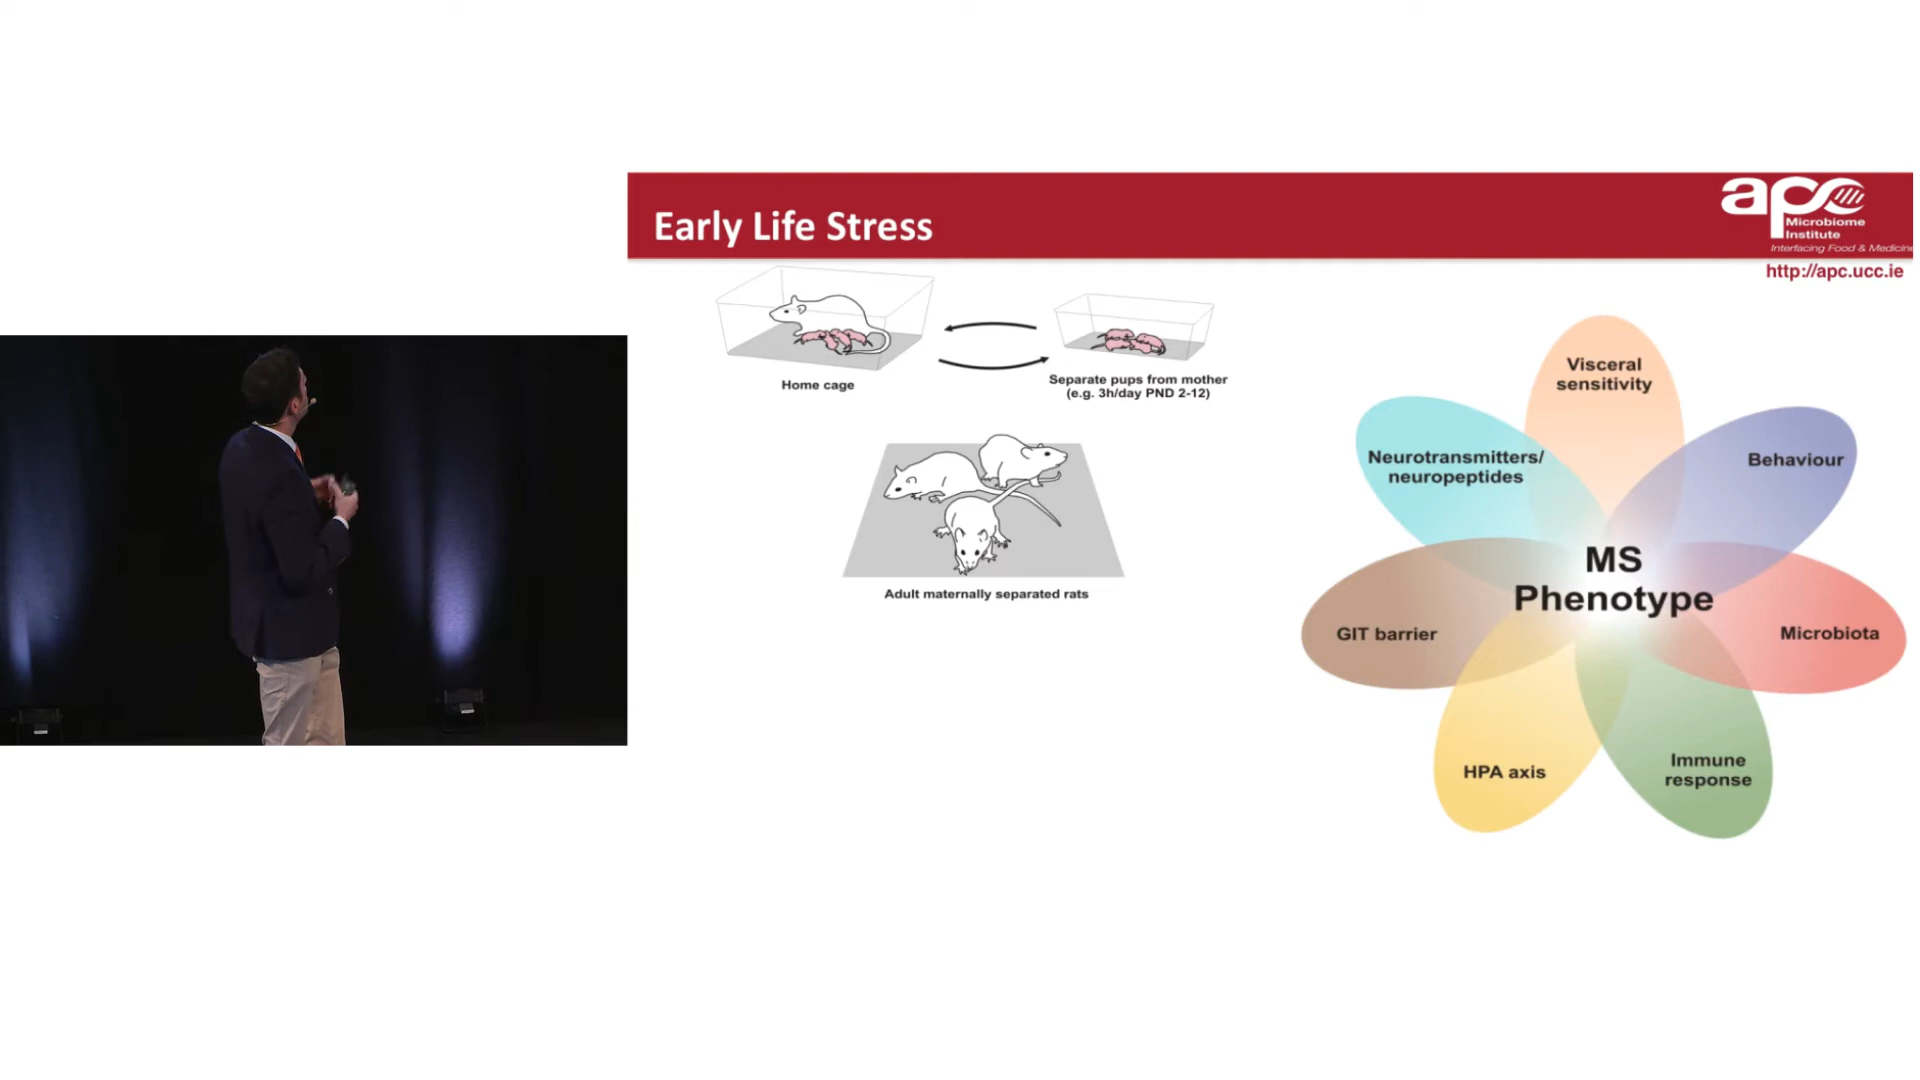 Early Life Stress
apc
Microbiome
Institute
Interfacing Food & Medicine
http://apc.ucc.ie
Home cage
Separate pups from mother
(e.g. 3h/day PND 2-12)
Adult maternally separated rats
Visceral
sensitivity
Neurotransmitters/
neuropeptides
Behaviour
MS
Phenotype
GIT barrier
Microbiota
HPA axis
Immune
response